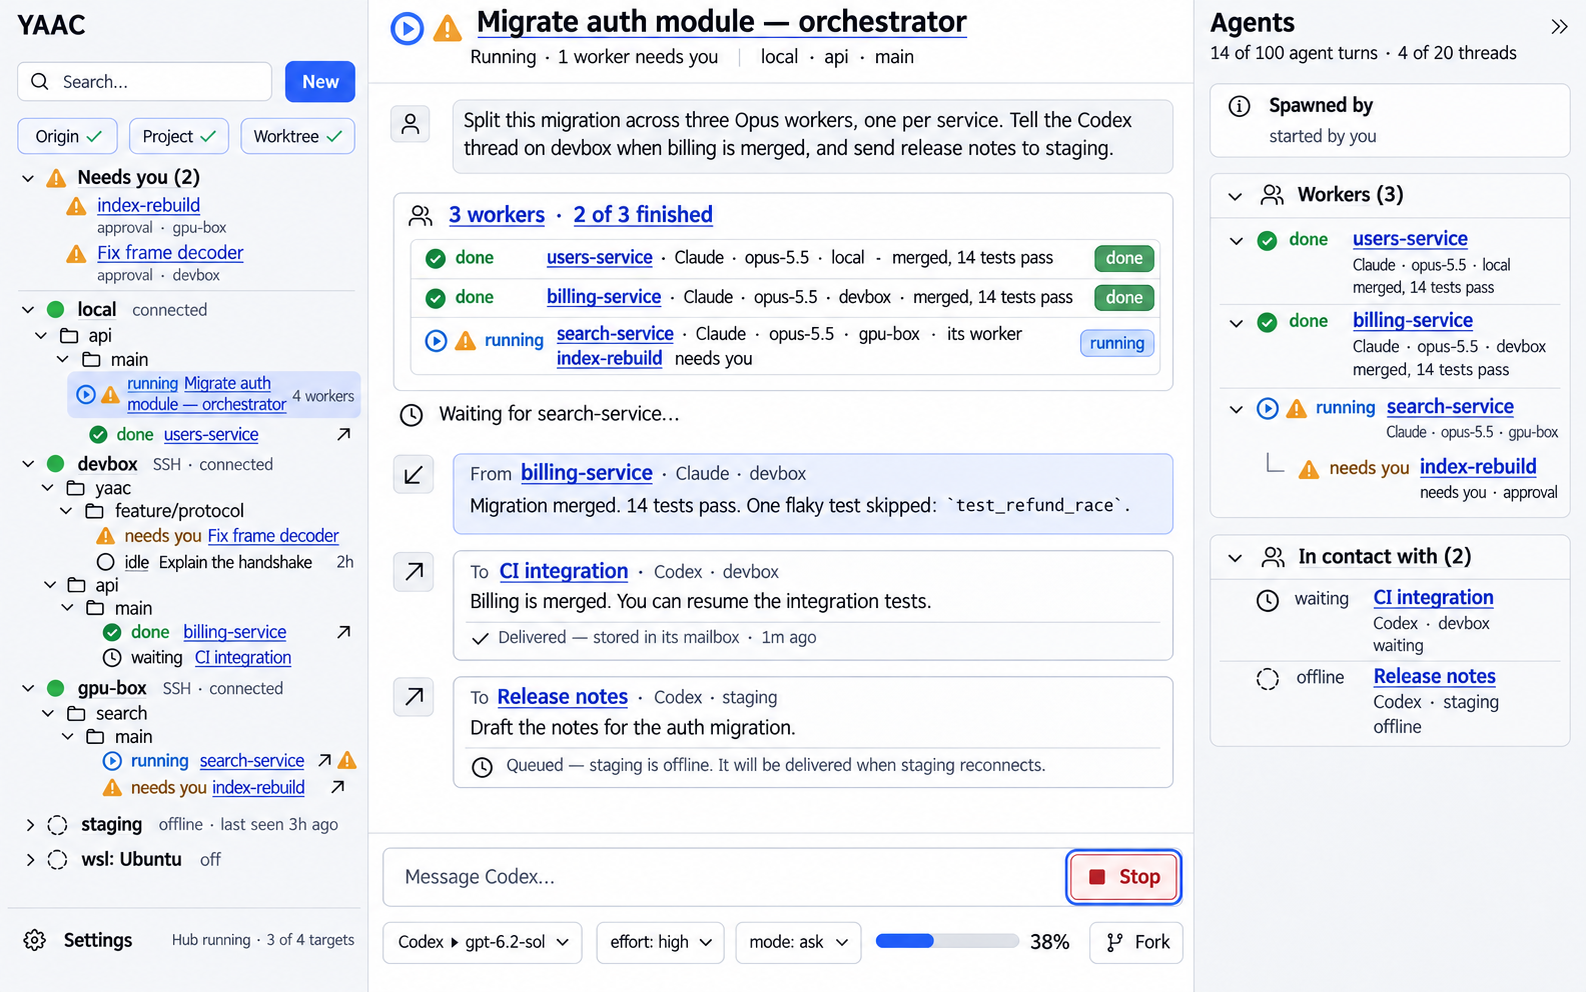 YAAC
Search...
New
Origin
Project
Worktree
Needs you (2)
index-rebuild
approval · gpu-box
Fix frame decoder
approval · devbox
local connected
api
main
running Migrate auth
module — orchestrator 4 workers
done users-service
devbox SSH · connected
yaac
feature/protocol
needs you Fix frame decoder
idle Explain the handshake 2h
api
main
done billing-service
waiting CI integration
gpu-box SSH · connected
search
main
running search-service
needs you index-rebuild
staging offline · last seen 3h ago
wsl: Ubuntu off
Settings Hub running · 3 of 4 targets
Migrate auth module — orchestrator
Running · 1 worker needs you local · api · main
Split this migration across three Opus workers, one per service. Tell the Codex
thread on devbox when billing is merged, and send release notes to staging.
3 workers · 2 of 3 finished
done users-service · Claude · opus-5.5 · local - merged, 14 tests pass done
done billing-service · Claude · opus-5.5 · devbox · merged, 14 tests pass done
running search-service · Claude · opus-5.5 · gpu-box · its worker
index-rebuild needs you running
Waiting for search-service...
From billing-service · Claude · devbox
Migration merged. 14 tests pass. One flaky test skipped: `test_refund_race`.
To CI integration · Codex · devbox
Billing is merged. You can resume the integration tests.
Delivered — stored in its mailbox · 1m ago
To Release notes · Codex · staging
Draft the notes for the auth migration.
Queued — staging is offline. It will be delivered when staging reconnects.
Message Codex...
Stop
Codex ▸ gpt-6.2-sol
effort: high
mode: ask
38%
Fork
Agents
14 of 100 agent turns · 4 of 20 threads
Spawned by
started by you
Workers (3)
done users-service
Claude · opus-5.5 · local
merged, 14 tests pass
done billing-service
Claude · opus-5.5 · devbox
merged, 14 tests pass
running search-service
Claude · opus-5.5 · gpu-box
needs you index-rebuild
needs you · approval
In contact with (2)
waiting CI integration
Codex · devbox
waiting
offline Release notes
Codex · staging
offline